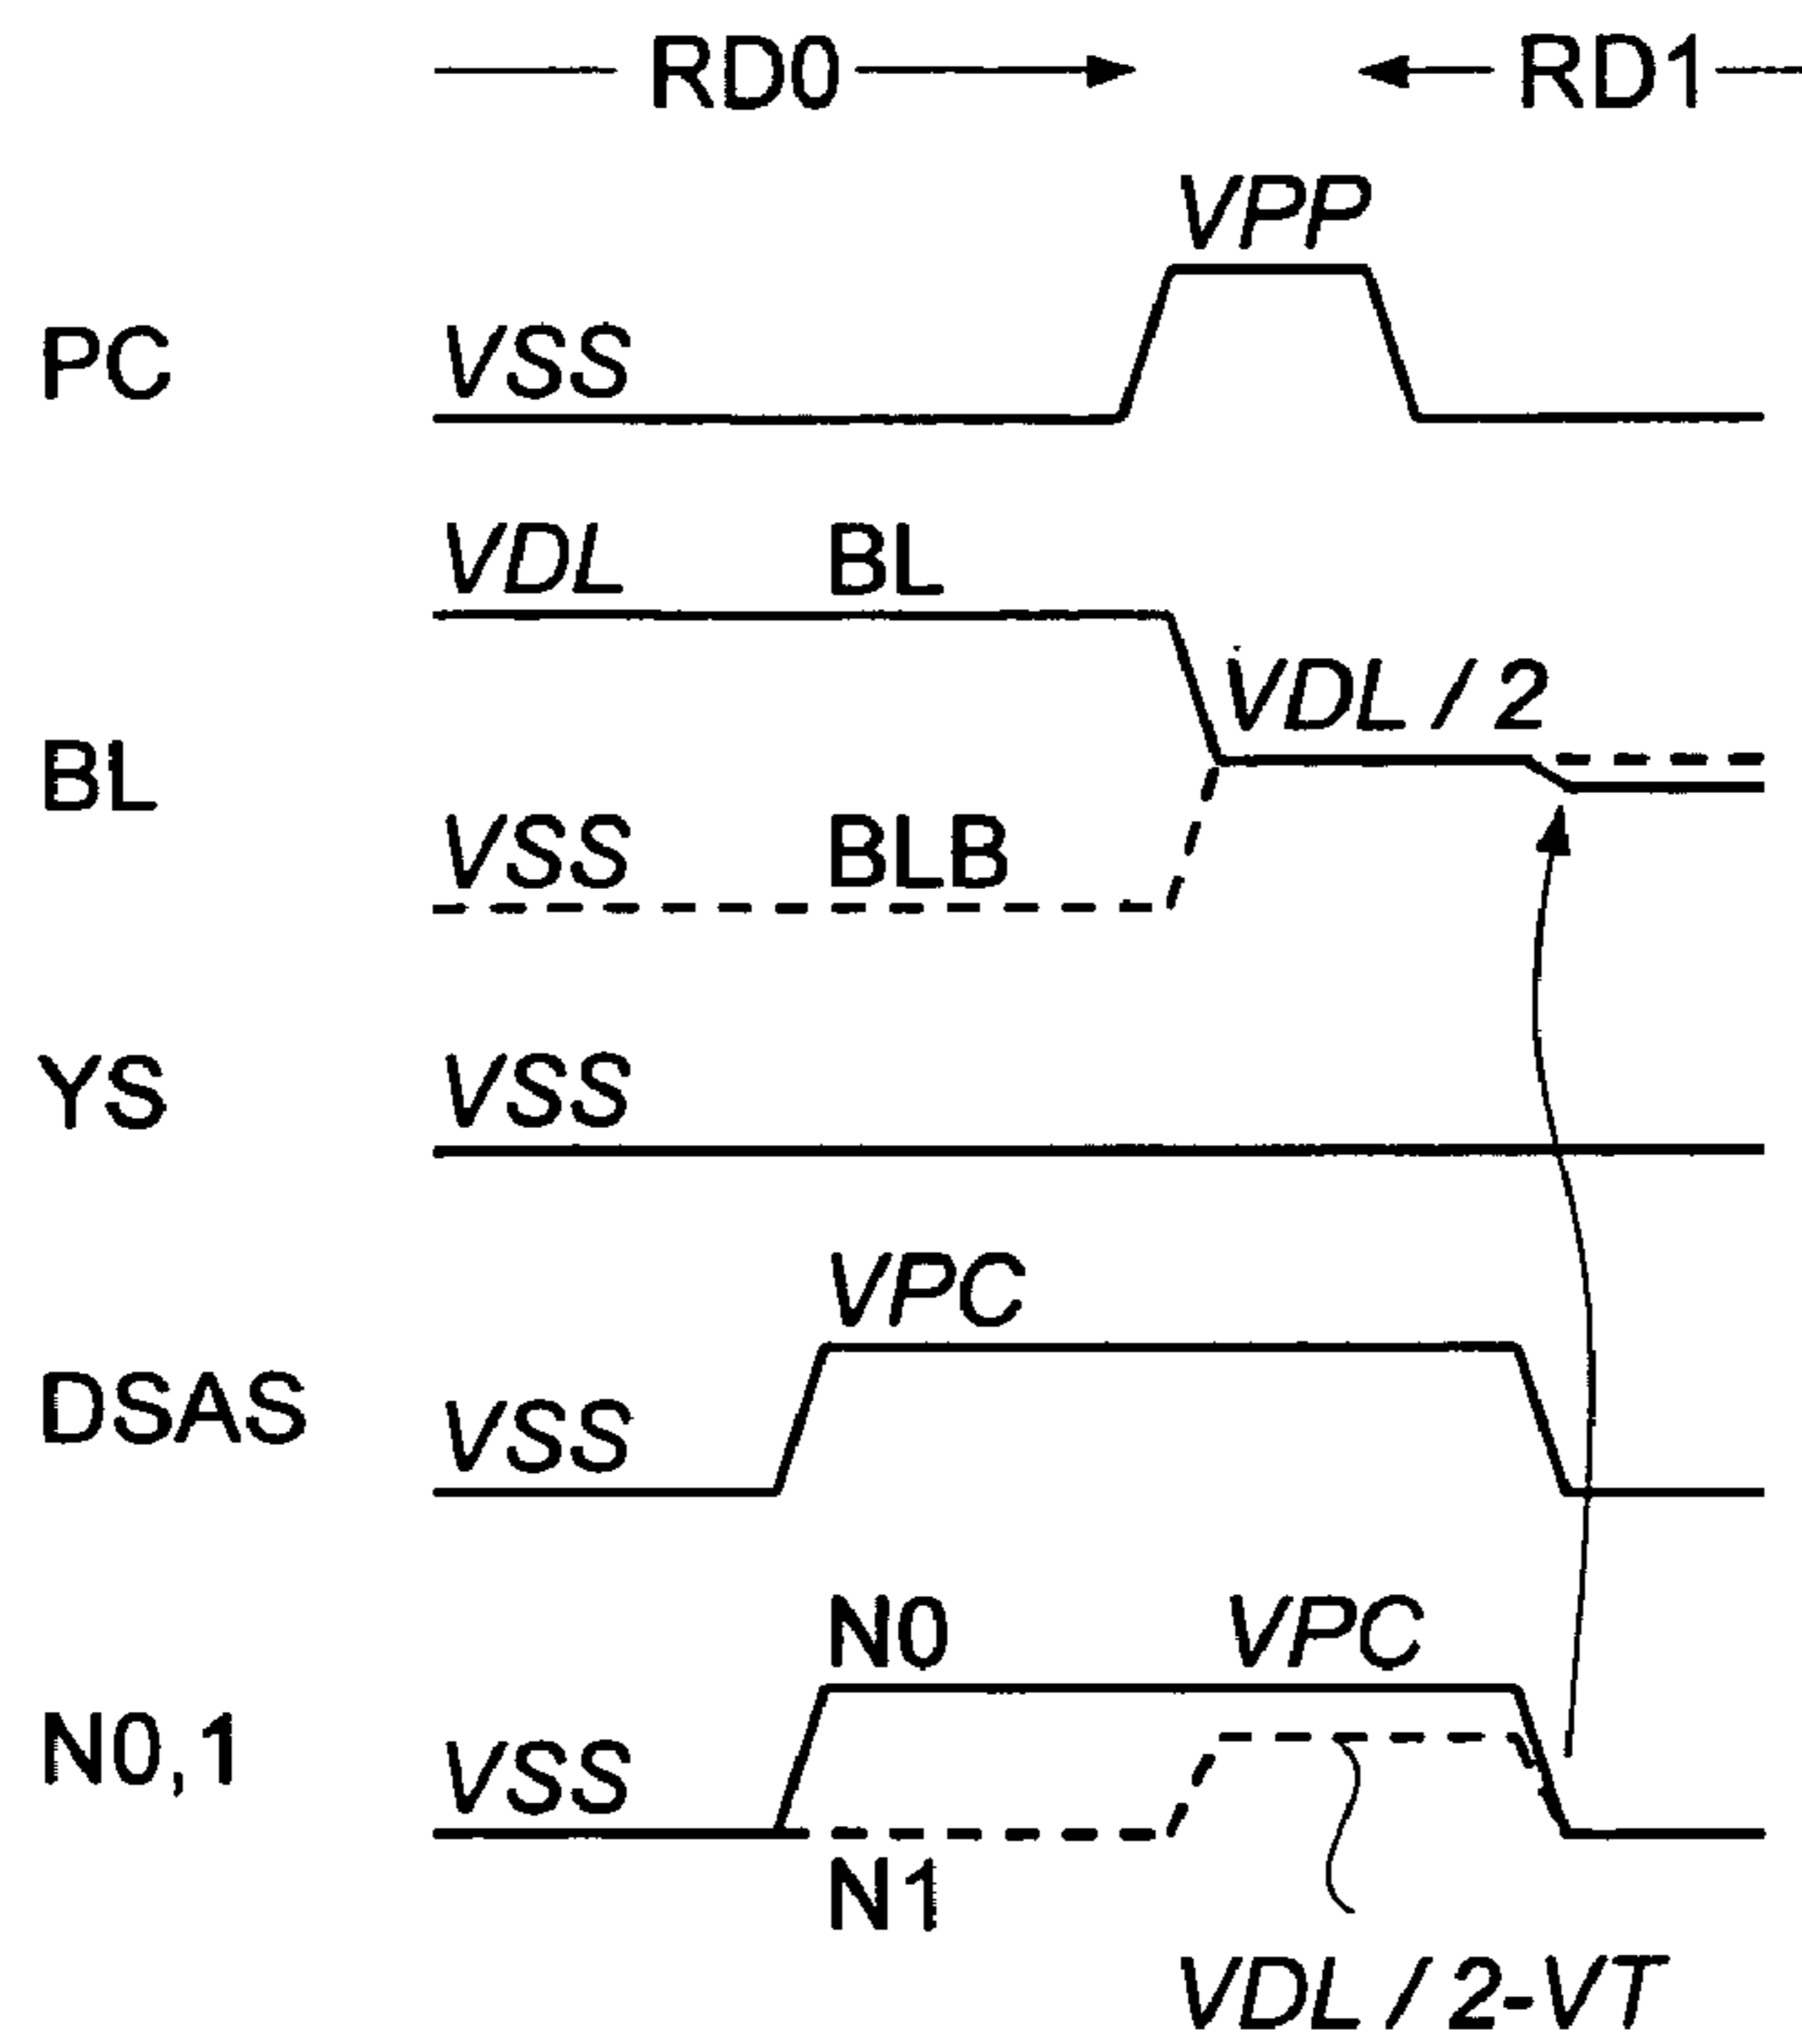 RD0 RD1
VPP
PC VSS
VDL BL
VDL / 2
BL
VSS BLB
YS VSS
VPC
DSAS VSS
N0 VPC
N0,1 VSS
N1
VDL / 2-VT